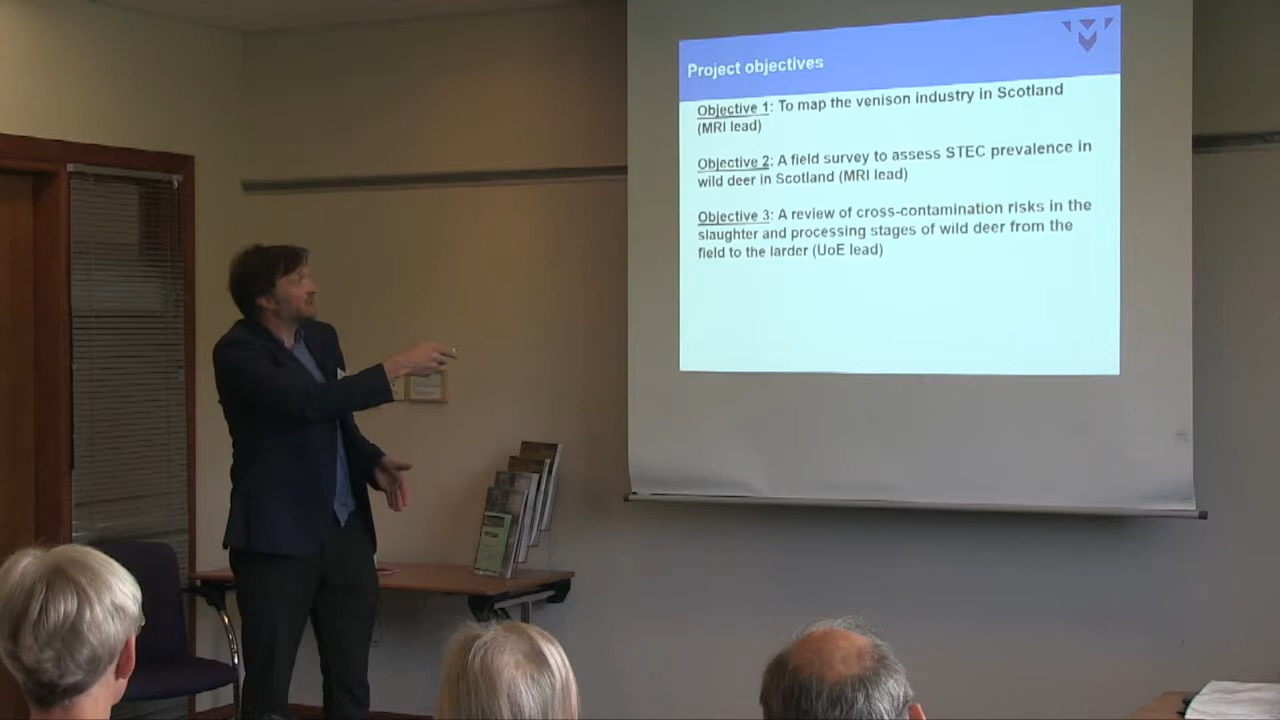 Project objectives
Objective 1: To map the venison industry in Scotland
(MRI lead)
Objective 2: A field survey to assess STEC prevalence in
wild deer in Scotland (MRI lead)
Objective 3: A review of cross-contamination risks in the
slaughter and processing stages of wild deer from the
field to the larder (UoE lead)